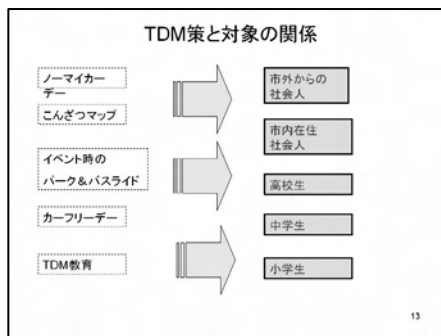 TDM策と対象の関係
ノーマイカー
デー
こんざつマップ
イベント時の
パーク＆バスライド
カーフリーデー
TDM教育
市外からの
社会人
市内在住
社会人
高校生
中学生
小学生
13